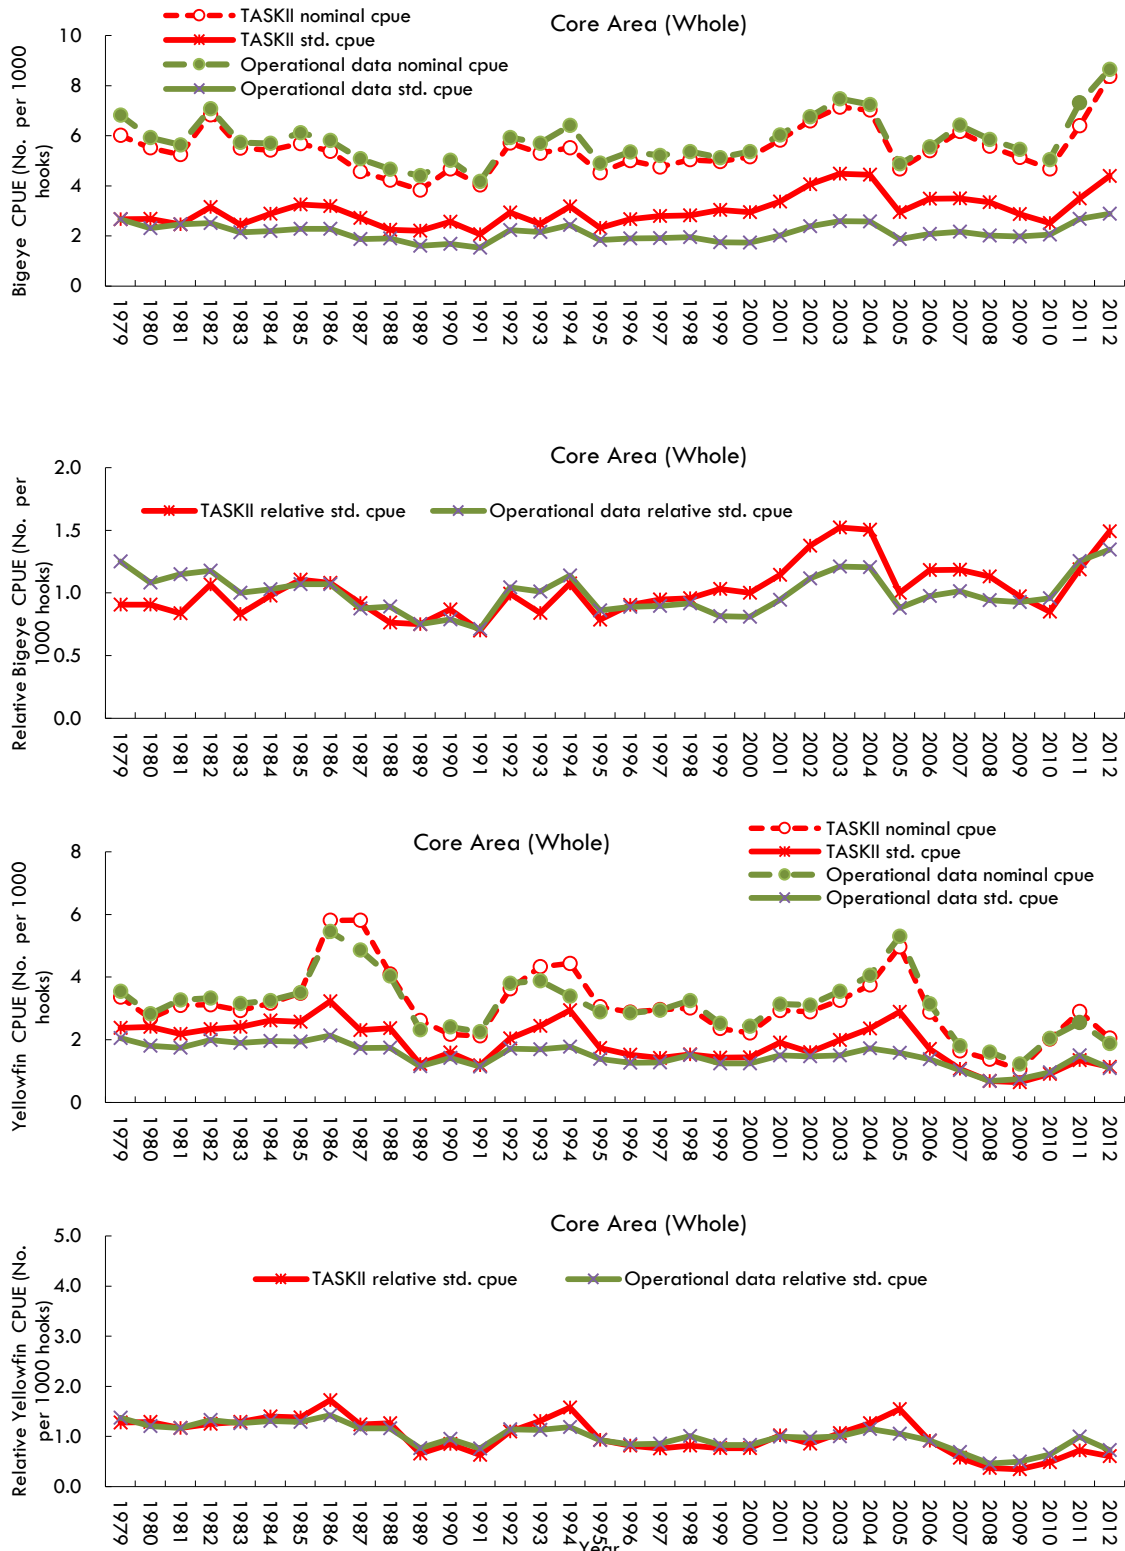 TASKII nominal cpue
TASKII std. cpue
Operational data nominal cpue
Operational data std. cpue
Core Area (Whole)
Bigeye CPUE (No. per 1000
hooks)
10
8
6
4
2
0
1979 1980 1981 1982 1983 1984 1985 1986 1987 1988 1989 1990 1991 1992 1993 1994 1995 1996 1997 1998 1999 2000 2001 2002 2003 2004 2005 2006 2007 2008 2009 2010 2011 2012
Core Area (Whole)
TASKII relative std. cpue
Operational data relative std. cpue
Relative Bigeye CPUE (No. per
1000 hooks)
2.0
1.5
1.0
0.5
0.0
1979 1980 1981 1982 1983 1984 1985 1986 1987 1988 1989 1990 1991 1992 1993 1994 1995 1996 1997 1998 1999 2000 2001 2002 2003 2004 2005 2006 2007 2008 2009 2010 2011 2012
Core Area (Whole)
TASKII nominal cpue
TASKII std. cpue
Operational data nominal cpue
Operational data std. cpue
Yellowfin CPUE (No. per 1000
hooks)
8
6
4
2
0
1979 1980 1981 1982 1983 1984 1985 1986 1987 1988 1989 1990 1991 1992 1993 1994 1995 1996 1997 1998 1999 2000 2001 2002 2003 2004 2005 2006 2007 2008 2009 2010 2011 2012
Core Area (Whole)
TASKII relative std. cpue
Operational data relative std. cpue
Relative Yellowfin CPUE (No.
per 1000 hooks)
5.0
4.0
3.0
2.0
1.0
0.0
1979 1980 1981 1982 1983 1984 1985 1986 1987 1988 1989 1990 1991 1992 1993 1994 1995 1996 1997 1998 1999 2000 2001 2002 2003 2004 2005 2006 2007 2008 2009 2010 2011 2012
Year